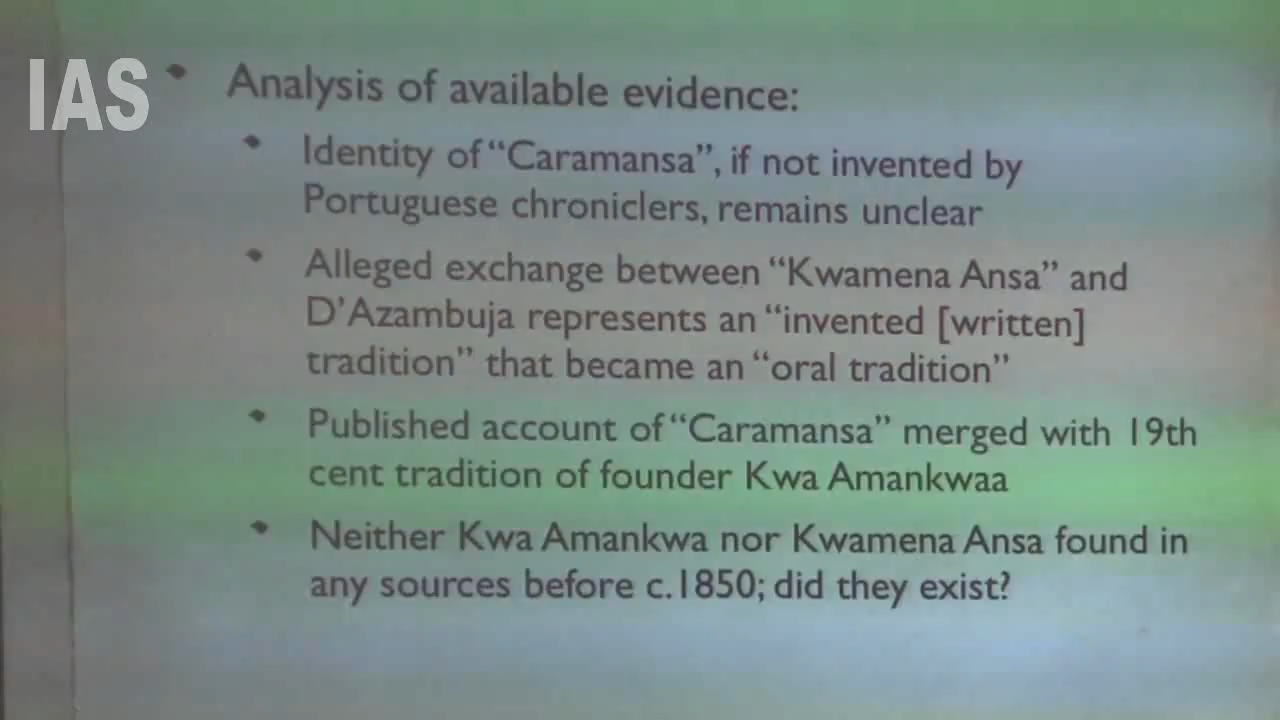 IAS
• Analysis of available evidence:
• Identity of “Caramansa”, if not invented by
Portuguese chroniclers, remains unclear
• Alleged exchange between “Kwamena Ansa” and
D’Azambuja represents an “invented [written]
tradition” that became an “oral tradition”
• Published account of “Caramansa” merged with 19th
cent tradition of founder Kwa Amankwaa
• Neither Kwa Amankwa nor Kwamena Ansa found in
any sources before c.1850; did they exist?